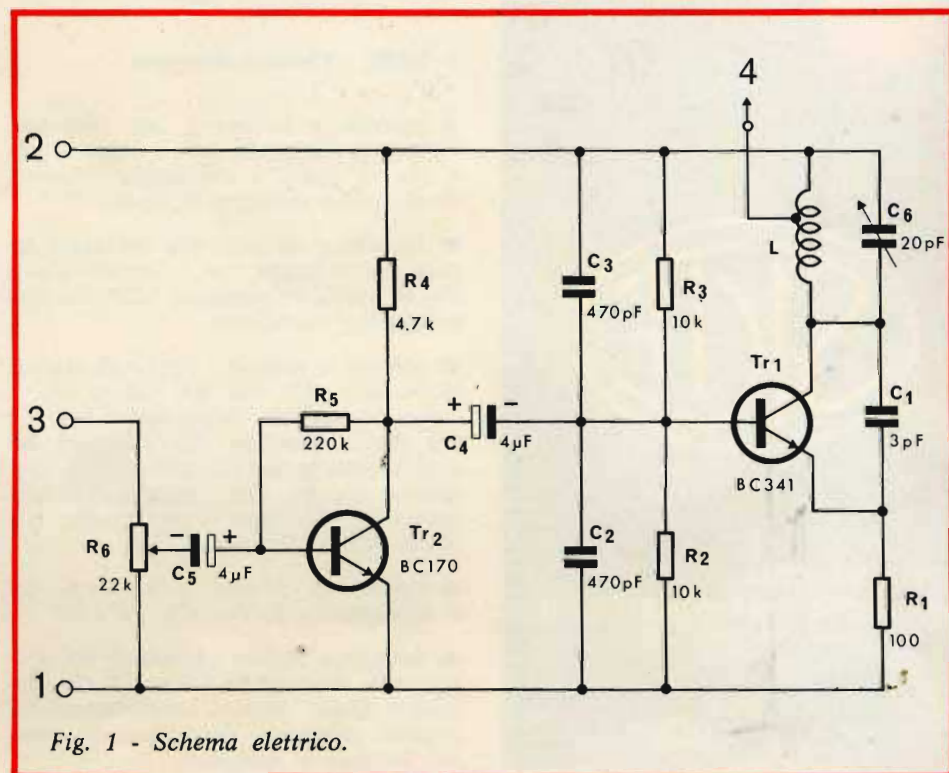 4
2
C6
20pF
L
R4
4.7k
C3
470pF
R3
10k
Tr1
BC341
C1
3pF
3
R5
220k
+ -
C4
4µF
R6
22k
- +
C5
4µF
Tr2
BC170
C2
470pF
R2
10k
R1
100
1
Fig. 1 - Schema elettrico.